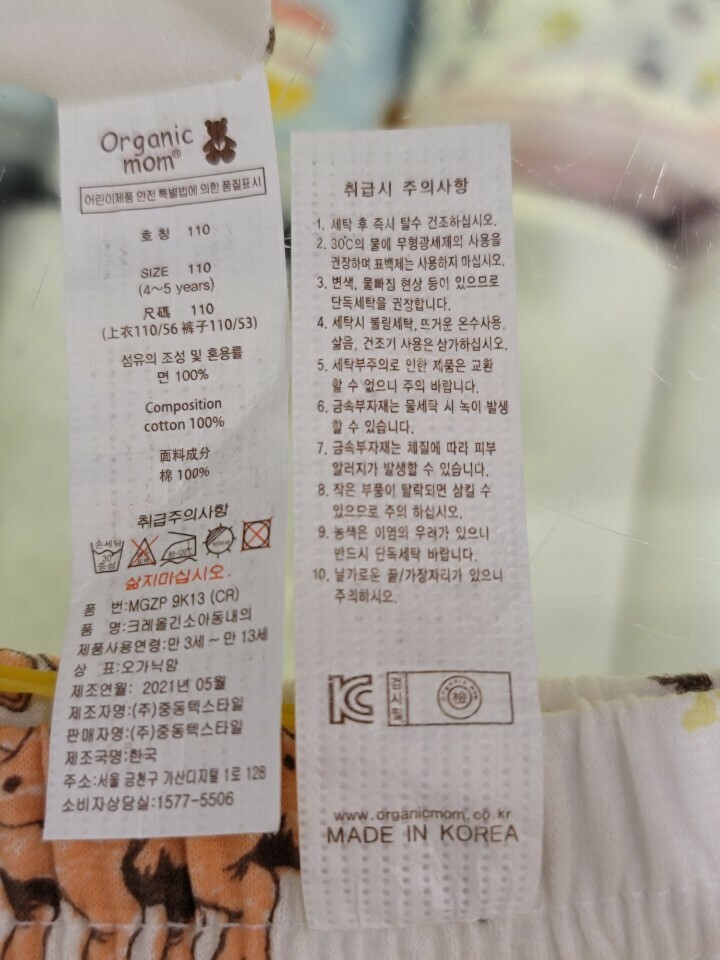 Organic
mom®
어린이제품 안전 특별법에 의한 품질표시
호 칭 110
SIZE 110
(4~5 years)
尺碼 110
(上衣110/56 裤子110/53)
섬유의 조성 및 혼용률
면 100%
Composition
cotton 100%
面料成分
棉 100%
취급주의사항
손세탁
30°
중성
80~120℃
삶지마십시오
품 번:MGZP 9K13 (CR)
품 명:크레욜긴소아동내의
제품사용연령:만 3세 ~ 만 13세
상 표:오가닉맘
제조연월: 2021년 05월
제조자명:(주)중동텍스타일
판매자명:(주)중동텍스타일
제조국명:한국
주소:서울 금천구 가산디지털 1로 128
소비자상담실:1577-5506
취급시 주의사항
1. 세탁 후 즉시 탈수 건조하십시오.
2. 30℃의 물에 무형광세제의 사용을
권장하며 표백제는 사용하지 마십시오.
3. 변색, 물빠짐 현상 등이 있으므로
단독세탁을 권장합니다.
4. 세탁시 불림세탁, 뜨거운 온수사용,
삶음, 건조기 사용은 삼가하십시오.
5. 세탁부주의로 인한 제품은 교환
할 수 없으니 주의 바랍니다.
6. 금속부자재는 물세탁 시 녹이 발생
할 수 있습니다.
7. 금속부자재는 체질에 따라 피부
알러지가 발생할 수 있습니다.
8. 작은 부품이 탈락되면 삼킬 수
있으므로 주의 하십시오.
9. 농색은 이염의 우려가 있으니
반드시 단독세탁 바랍니다.
10. 날카로운 끝/가장자리가 있으니
주의하시오.
KC
검사필
檢
www.organicmom.co.kr
MADE IN KOREA